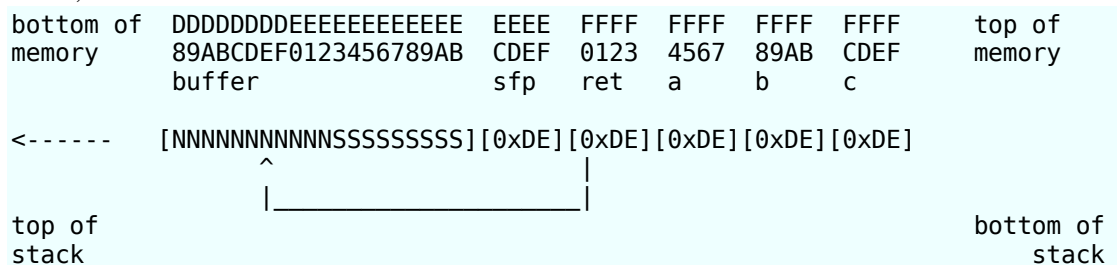 bottom of DDDDDDDDEEEEEEEEEEEE EEEE FFFF FFFF FFFF FFFF top of
memory 89ABCDEF0123456789AB CDEF 0123 4567 89AB CDEF memory
buffer sfp ret a b c
<------ [NNNNNNNNNNNSSSSSSSSS][0xDE][0xDE][0xDE][0xDE][0xDE]
^ |
|_____________________|
top of bottom of
stack stack